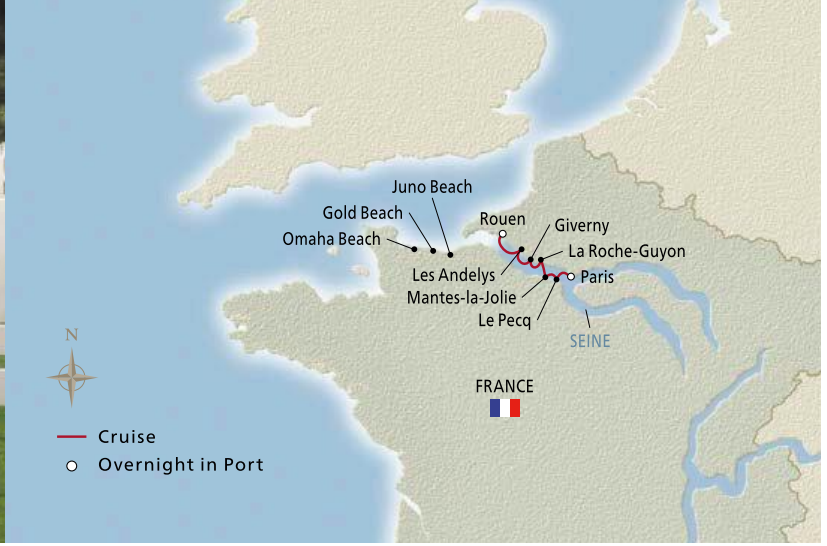 Juno Beach
Gold Beach
Omaha Beach
Rouen
Giverny
La Roche-Guyon
Les Andelys
Paris
Mantes-la-Jolie
Le Pecq
SEINE
N
FRANCE
Cruise
Overnight in Port